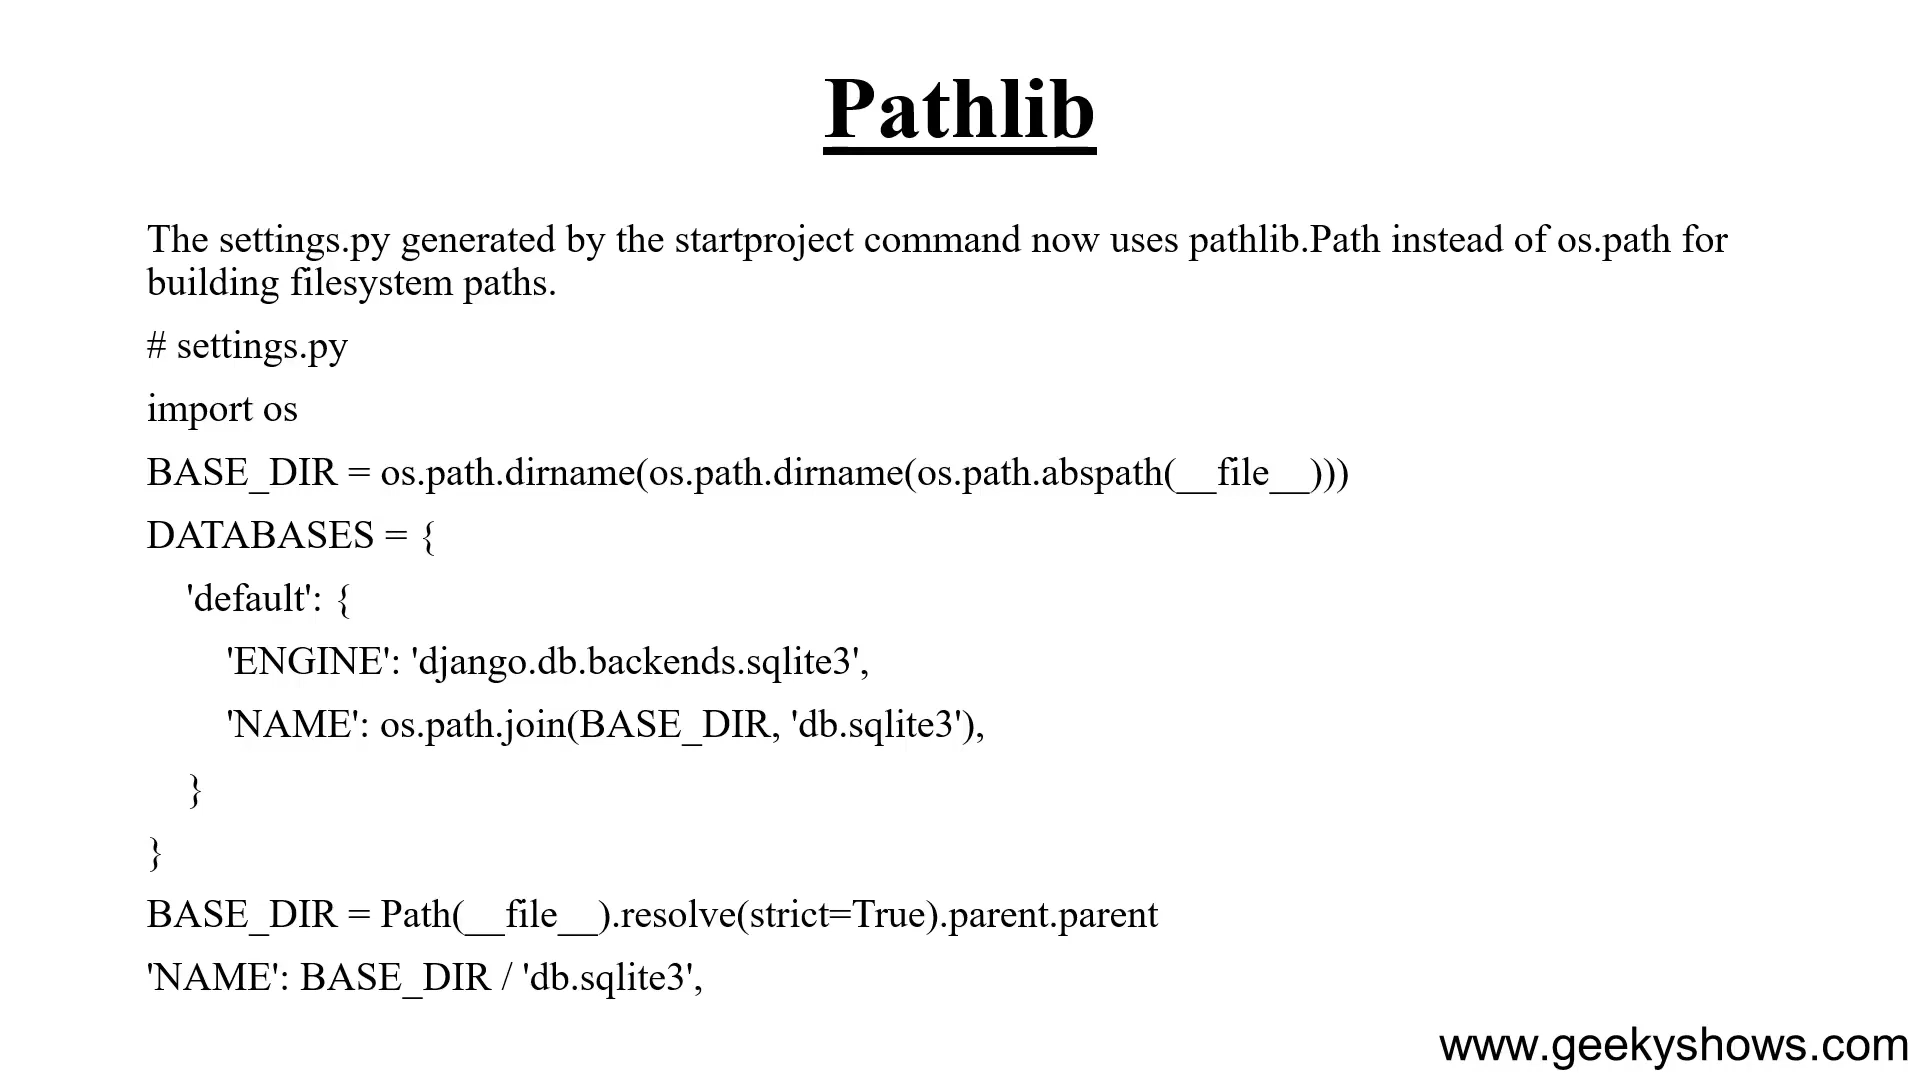 Pathlib
The settings.py generated by the startproject command now uses pathlib.Path instead of os.path for
building filesystem paths.
# settings.py
import os
BASE_DIR = os.path.dirname(os.path.dirname(os.path.abspath(__file__)))
DATABASES = {
    'default': {
        'ENGINE': 'django.db.backends.sqlite3',
        'NAME': os.path.join(BASE_DIR, 'db.sqlite3'),
    }
}
BASE_DIR = Path(__file__).resolve(strict=True).parent.parent
'NAME': BASE_DIR / 'db.sqlite3',
www.geekyshows.com